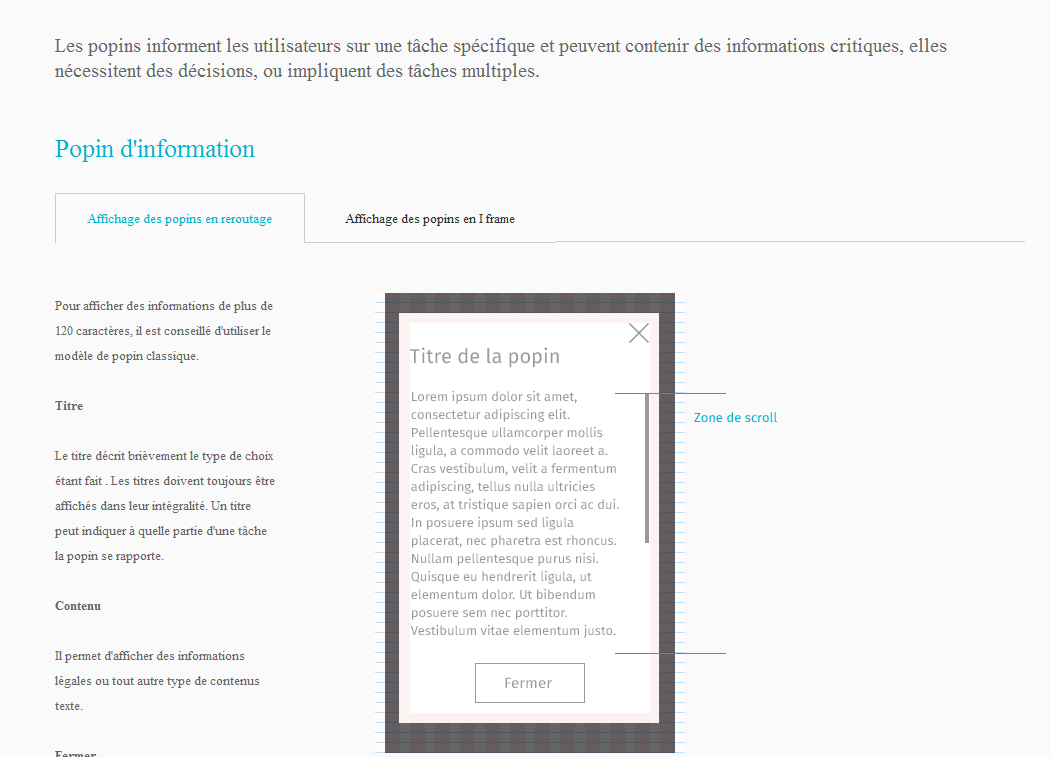 Les popins informent les utilisateurs sur une tâche spécifique et peuvent contenir des informations critiques, elles
nécessitent des décisions, ou impliquent des tâches multiples.
Popin d'information
Affichage des popins en reroutage
Affichage des popins en I frame
Pour afficher des informations de plus de
120 caractères, il est conseillé d'utiliser le
modèle de popin classique.
Titre
Le titre décrit brièvement le type de choix
étant fait . Les titres doivent toujours être
affichés dans leur intégralité. Un titre
peut indiquer à quelle partie d'une tâche
la popin se rapporte.
Contenu
Il permet d'afficher des informations
légales ou tout autre type de contenus
texte.
Fermer
Titre de la popin
Lorem ipsum dolor sit amet,
consectetur adipiscing elit.
Pellentesque ullamcorper mollis
ligula, a commodo velit laoreet a.
Cras vestibulum, velit a fermentum
adipiscing, tellus nulla ultricies
eros, at tristique sapien orci ac dui.
In posuere ipsum sed ligula
placerat, nec pharetra est rhoncus.
Nullam pellentesque purus nisi.
Quisque eu hendrerit ligula, ut
elementum dolor. Ut bibendum
posuere sem nec porttitor.
Vestibulum vitae elementum justo.
Fermer
Zone de scroll